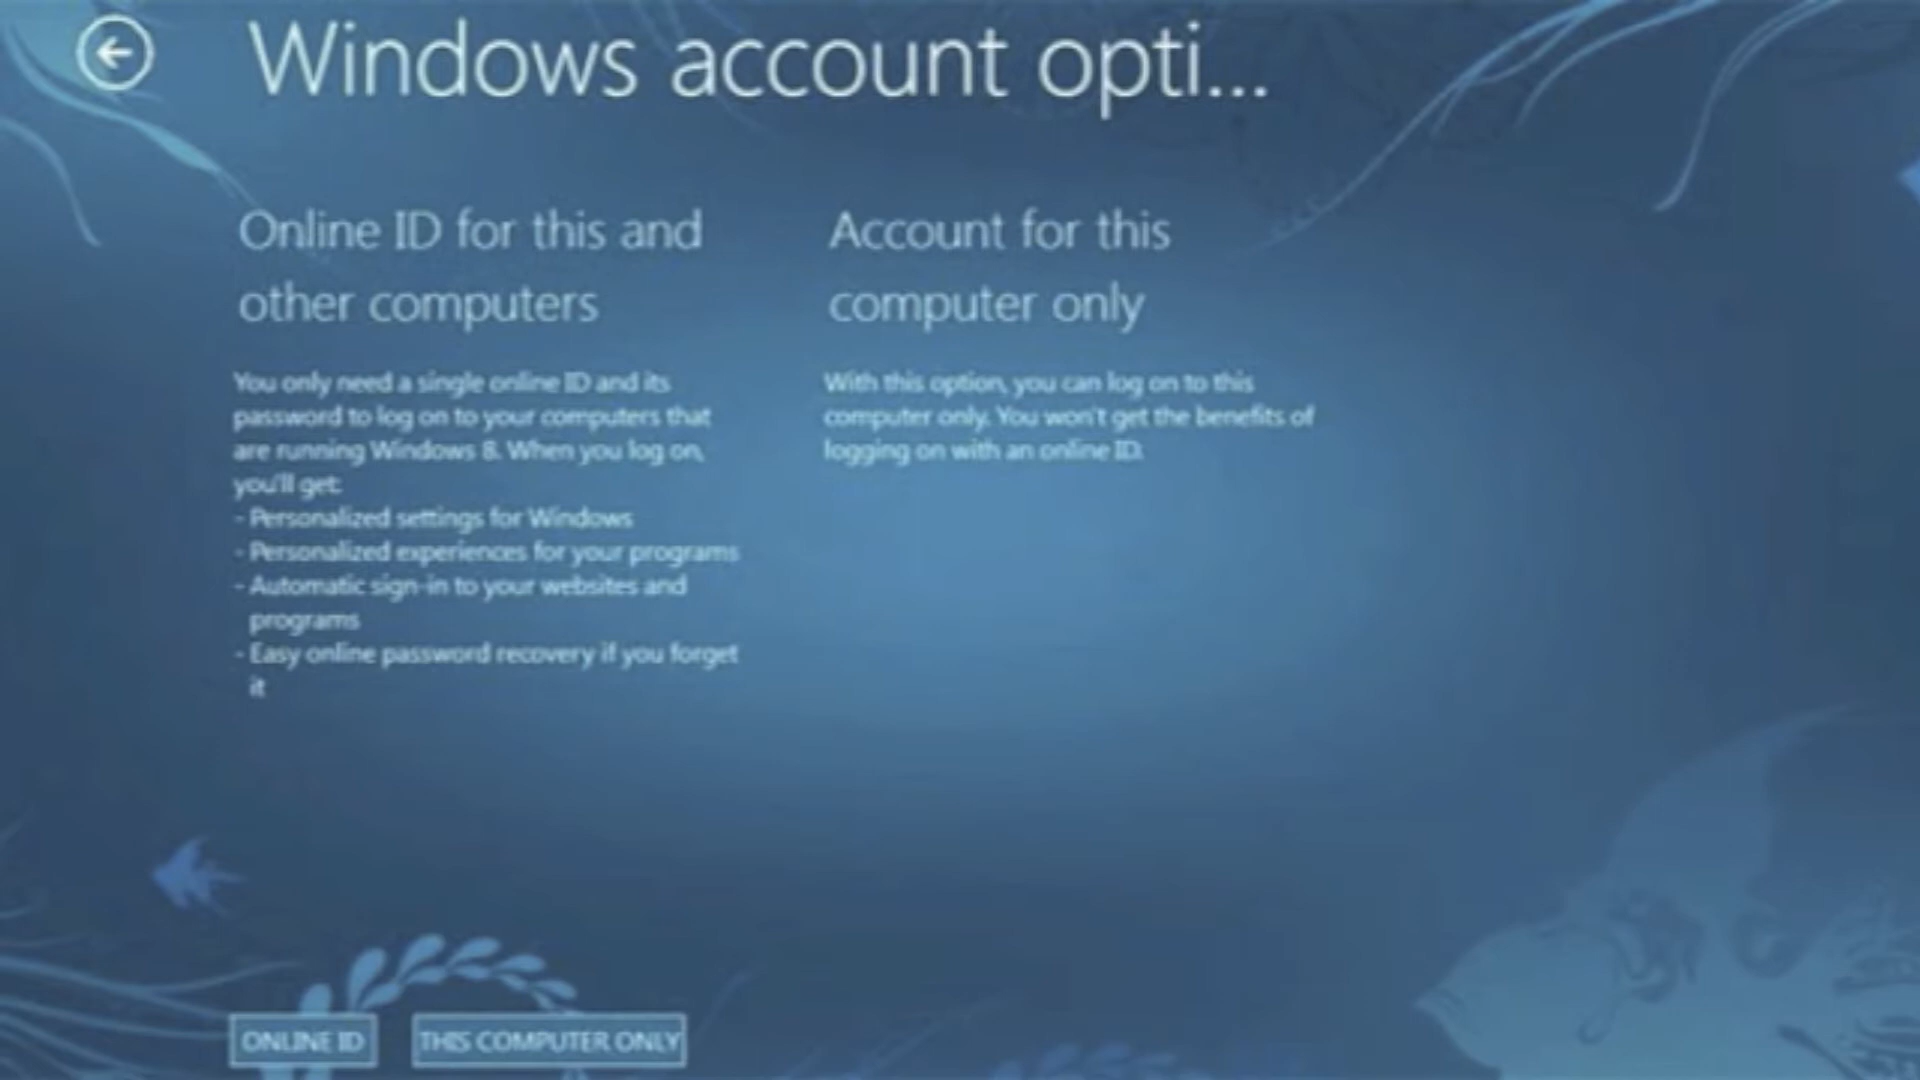 Windows account opti...
Online ID for this and
other computers
You only need a single online ID and its
password to log on to your computers that
are running Windows 8. When you log on,
you'll get:
- Personalized settings for Windows
- Personalized experiences for your programs
- Automatic sign-in to your websites and
programs
- Easy online password recovery if you forget
it
Account for this
computer only
With this option, you can log on to this
computer only. You won't get the benefits of
logging on with an online ID.
ONLINE ID
THIS COMPUTER ONLY